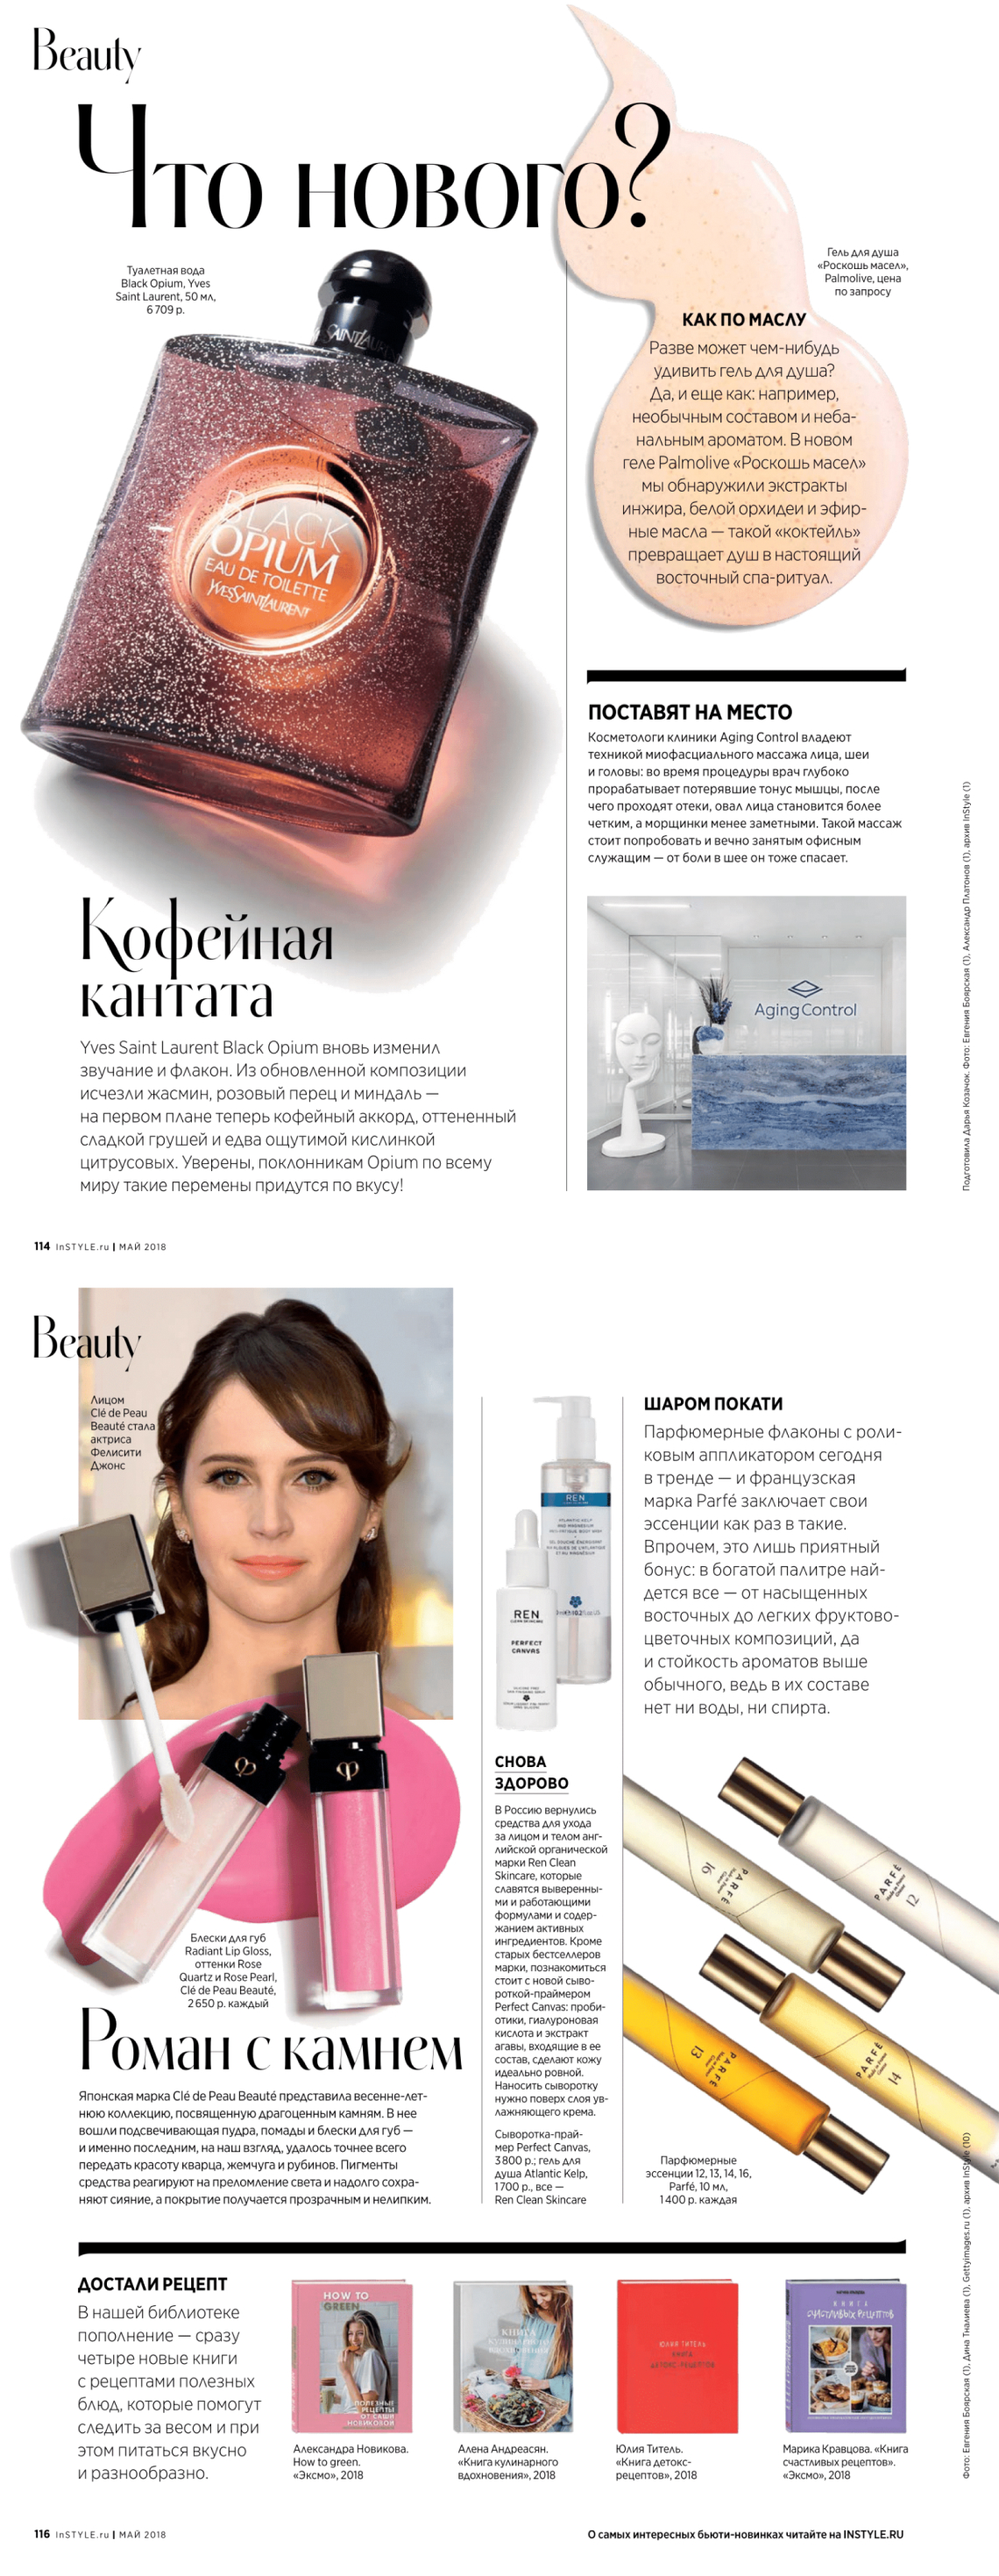 Beauty
Что нового?
Туалетная вода
Black Opium, Yves
Saint Laurent, 50 мл,
6 709 р.
BLACK
OPIUM
EAU DE TOILETTE
YVESSAINTLAURENT
Кофейная
кантата
Yves Saint Laurent Black Opium вновь изменил
звучание и флакон. Из обновленной композиции
исчезли жасмин, розовый перец и миндаль —
на первом плане теперь кофейный аккорд, оттененный
сладкой грушей и едва ощутимой кислинкой
цитрусовых. Уверены, поклонникам Opium по всему
миру такие перемены придутся по вкусу!
Гель для душа
«Роскошь масел»,
Palmolive, цена
по запросу
КАК ПО МАСЛУ
Разве может чем-нибудь
удивить гель для душа?
Да, и еще как: например,
необычным составом и неба-
нальным ароматом. В новом
геле Palmolive «Роскошь масел»
мы обнаружили экстракты
инжира, белой орхидеи и эфир-
ные масла — такой «коктейль»
превращает душ в настоящий
восточный спа-ритуал.
ПОСТАВЯТ НА МЕСТО
Косметологи клиники Aging Control владеют
техникой миофасциального массажа лица, шеи
и головы: во время процедуры врач глубоко
прорабатывает потерявшие тонус мышцы, после
чего проходят отеки, овал лица становится более
четким, а морщинки менее заметными. Такой массаж
стоит попробовать и вечно занятым офисным
служащим — от боли в шее он тоже спасает.
Aging Control
Подготовила Дарья Козачок. Фото: Евгения Боярская (1), Александр Платонов (1), архив InStyle (1)
114 InSTYLE.ru | МАЙ 2018
Beauty
Лицом
Clé de Peau
Beauté стала
актриса
Фелисити
Джонс
Блески для губ
Radiant Lip Gloss,
оттенки Rose
Quartz и Rose Pearl,
Clé de Peau Beauté,
2 650 р. каждый
Роман с камнем
Японская марка Clé de Peau Beauté представила весенне-лет-
нюю коллекцию, посвященную драгоценным камням. В нее
вошли подсвечивающая пудра, помады и блески для губ —
и именно последним, на наш взгляд, удалось точнее всего
передать красоту кварца, жемчуга и рубинов. Пигменты
средства реагируют на преломление света и надолго сохра-
няют сияние, а покрытие получается прозрачным и нелипким.
REN
REN
CLEAN SKINCARE
PERFECT
CANVAS
СНОВА
ЗДОРОВО
В Россию вернулись
средства для ухода
за лицом и телом анг-
лийской органической
марки Ren Clean
Skincare, которые
славятся выверенны-
ми и работающими
формулами и содер-
жанием активных
ингредиентов. Кроме
старых бестселлеров
марки, познакомиться
стоит с новой сыво-
роткой-праймером
Perfect Canvas: проби-
отики, гиалуроновая
кислота и экстракт
агавы, входящие в ее
состав, сделают кожу
идеально ровной.
Наносить сыворотку
нужно поверх слоя ув-
лажняющего крема.
Сыворотка-прай-
мер Perfect Canvas,
3 800 р.; гель для
душа Atlantic Kelp,
1 700 р., все —
Ren Clean Skincare
ШАРОМ ПОКАТИ
Парфюмерные флаконы с роли-
ковым аппликатором сегодня
в тренде — и французская
марка Parfé заключает свои
эссенции как раз в такие.
Впрочем, это лишь приятный
бонус: в богатой палитре най-
дется все — от насыщенных
восточных до легких фруктово-
цветочных композиций, да
и стойкость ароматов выше
обычного, ведь в их составе
нет ни воды, ни спирта.
PARFÉ
16
PARFÉ
12
PARFÉ
13
PARFÉ
14
Парфюмерные
эссенции 12, 13, 14, 16,
Parfé, 10 мл,
1 400 р. каждая
ДОСТАЛИ РЕЦЕПТ
В нашей библиотеке
пополнение — сразу
четыре новые книги
с рецептами полезных
блюд, которые помогут
следить за весом и при
этом питаться вкусно
и разнообразно.
HOW TO
GREEN
ПОЛЕЗНЫЕ
РЕЦЕПТЫ
ОТ САШИ
НОВИКОВОЙ
Александра Новикова.
How to green.
«Эксмо», 2018
КНИГА
КУЛИНАРНОГО
ВДОХНОВЕНИЯ
Алена Андреасян.
«Книга кулинарного
вдохновения», 2018
ЮЛИЯ ТИТЕЛЬ
КНИГА
ДЕТОКС-РЕЦЕПТОВ
Юлия Титель.
«Книга детокс-
рецептов», 2018
КНИГА
СЧАСТЛИВЫХ РЕЦЕПТОВ
Марика Кравцова. «Книга
счастливых рецептов».
«Эксмо», 2018
Фото: Евгения Боярская (1), Дина Тналиева (1), Gettyimages.ru (1), архив InStyle (10)
116 InSTYLE.ru | МАЙ 2018
О самых интересных бьюти-новинках читайте на INSTYLE.RU